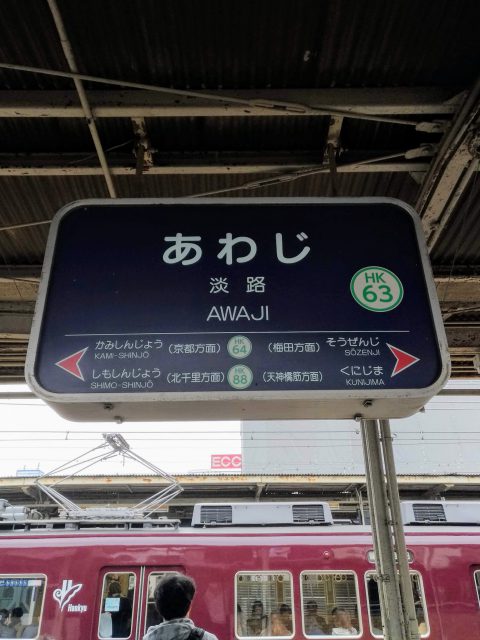 あわじ
淡路
AWAJI
HK
63
かみしんじょう (京都方面) HK 64 (梅田方面) そうぜんじ
KAMI-SHINJŌ SŌZENJI
しもしんじょう (北千里方面) HK 88 (天神橋筋方面) くにじま
SHIMO-SHINJŌ KUNIJIMA
ECC
Hankyu